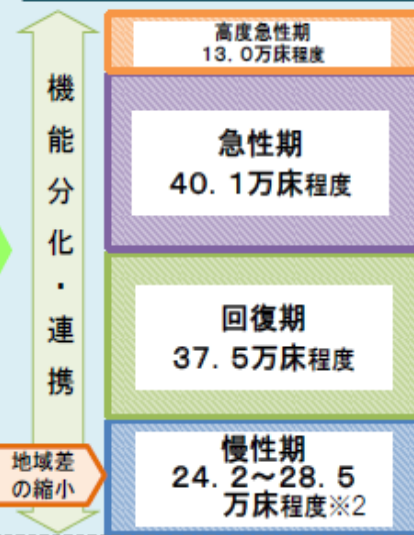 高度急性期
13.0万床程度
機能分化・連携
急性期
40.1万床程度
回復期
37.5万床程度
地域差
の縮小
慢性期
24.2～28.5
万床程度※2